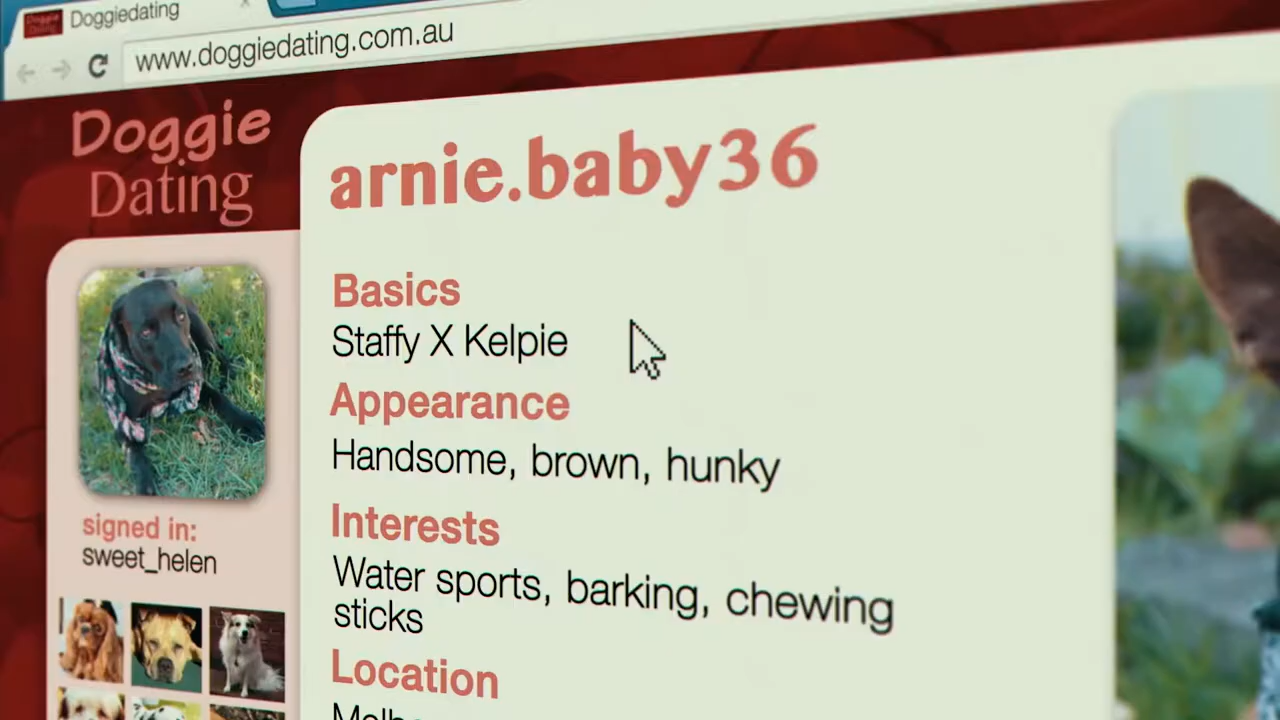 Doggiedating
www.doggiedating.com.au
Doggie
Dating
arnie.baby36
Basics
Staffy X Kelpie
Appearance
Handsome, brown, hunky
Interests
Water sports, barking, chewing
sticks
Location
signed in:
sweet_helen